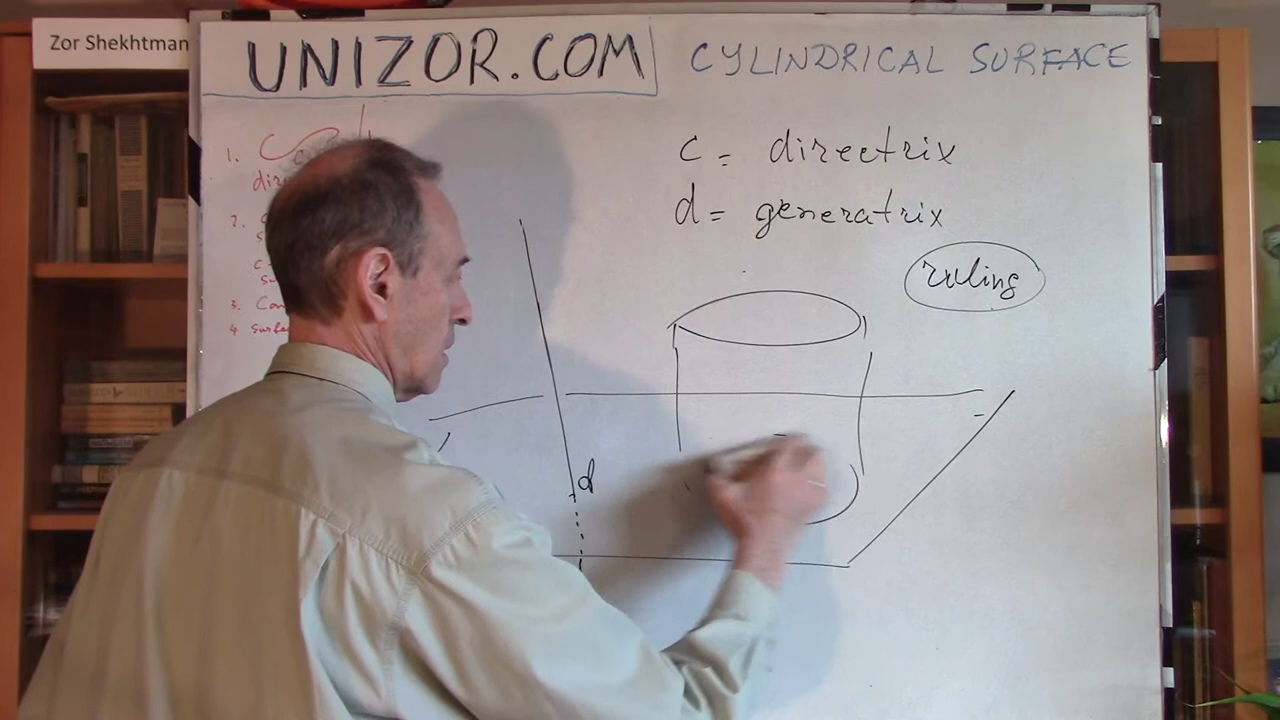 Zor Shekhtman
UNIZOR.COM
CYLINDRICAL SURFACE
1. C
c = directrix
d = generatrix
2.
ruling
3.
4
d